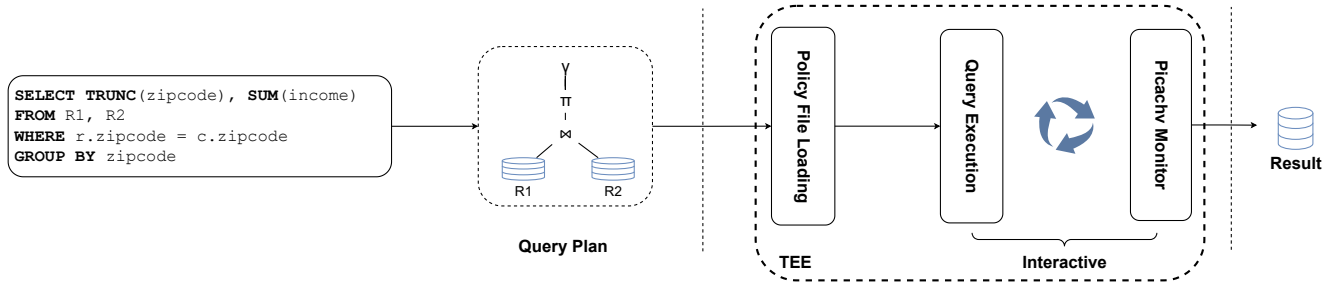 SELECT TRUNC(zipcode), SUM(income)
FROM R1, R2
WHERE r.zipcode = c.zipcode
GROUP BY zipcode
γ
π
⋈
R1
R2
Query Plan
Policy File Loading
Query Execution
Picachv Monitor
TEE
Interactive
Result